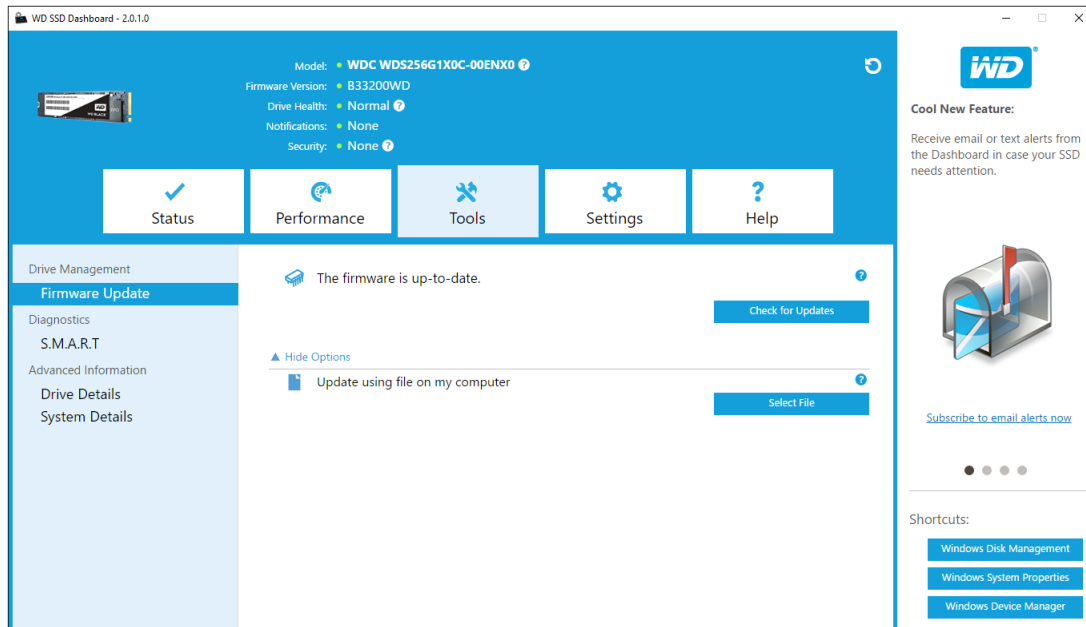 WD SSD Dashboard - 2.0.1.0
Model: WDC WDS256G1X0C-00ENX0
Firmware Version: B33200WD
Drive Health: Normal
Notifications: None
Security: None
Status
Performance
Tools
Settings
Help
Drive Management
Firmware Update
Diagnostics
S.M.A.R.T
Advanced Information
Drive Details
System Details
The firmware is up-to-date.
Check for Updates
Hide Options
Update using file on my computer
Select File
WD
Cool New Feature:
Receive email or text alerts from
the Dashboard in case your SSD
needs attention.
Subscribe to email alerts now
Shortcuts:
Windows Disk Management
Windows System Properties
Windows Device Manager